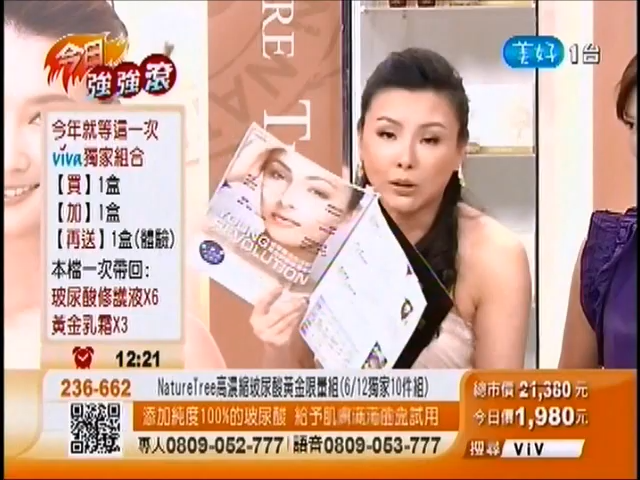 今日
強強滾
美好 1台
RE
T
NAT
今年就等這一次
viva獨家組合
【買】1盒
【加】1盒
【再送】1盒(體驗)
本檔一次帶回:
玻尿酸修護液X6
黃金乳霜X3
12:21
YOUNG
REVOLUTION
236-662
NatureTree高濃縮玻尿酸黃金限量組(6/12獨家10件組)
添加純度100%的玻尿酸 給予肌膚滿滿的
試用
專人0809-052-777 語音0809-053-777
總市價21,380元
今日價1,980元
搜尋 ViV